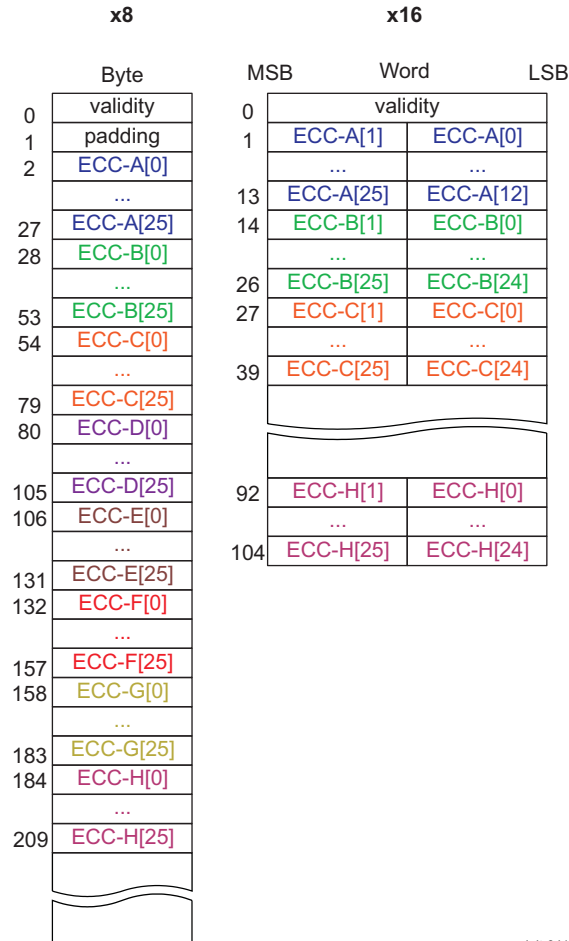 x8
Byte
0 validity
1 padding
2 ECC-A[0]
...
27 ECC-A[25]
28 ECC-B[0]
...
53 ECC-B[25]
54 ECC-C[0]
...
79 ECC-C[25]
80 ECC-D[0]
...
105 ECC-D[25]
106 ECC-E[0]
...
131 ECC-E[25]
132 ECC-F[0]
...
157 ECC-F[25]
158 ECC-G[0]
...
183 ECC-G[25]
184 ECC-H[0]
...
209 ECC-H[25]
x16
MSB Word LSB
0 validity
1 ECC-A[1] ECC-A[0]
... ...
13 ECC-A[25] ECC-A[12]
14 ECC-B[1] ECC-B[0]
... ...
26 ECC-B[25] ECC-B[24]
27 ECC-C[1] ECC-C[0]
... ...
39 ECC-C[25] ECC-C[24]
92 ECC-H[1] ECC-H[0]
... ...
104 ECC-H[25] ECC-H[24]